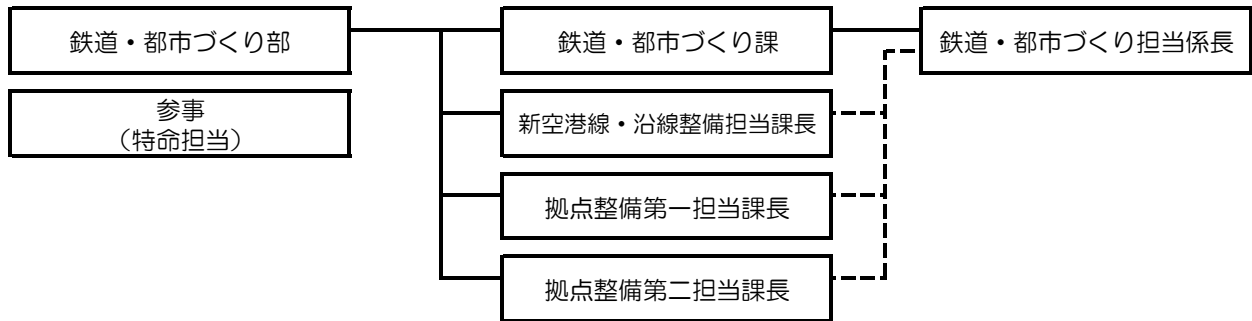 鉄道・都市づくり部
鉄道・都市づくり課
鉄道・都市づくり担当係長
参事
（特命担当）
新空港線・沿線整備担当課長
拠点整備第一担当課長
拠点整備第二担当課長